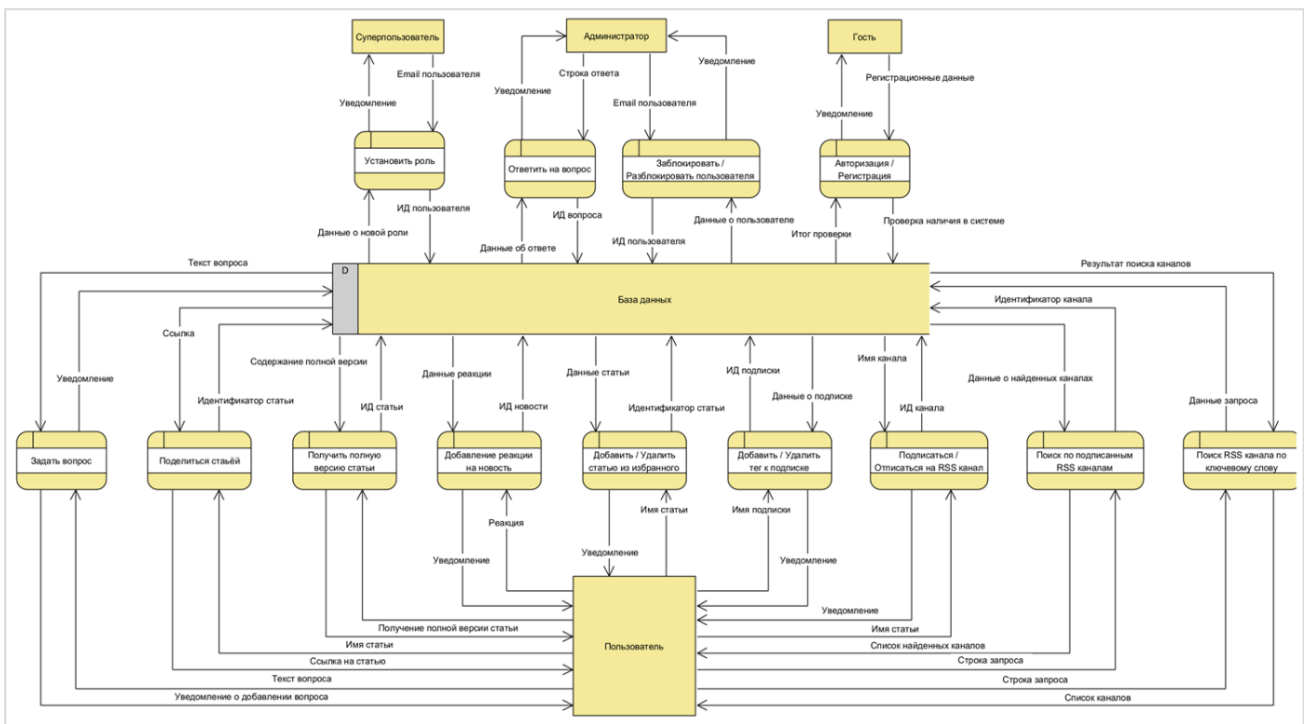 Суперпользователь
Администратор
Гость
Email пользователя
Уведомление
Строка ответа
Уведомление
Регистрационные данные
Уведомление
Email пользователя
Уведомление
Уведомление
Установить роль
Ответить на вопрос
Заблокировать /
Разблокировать пользователя
Авторизация /
Регистрация
ИД пользователя
Данные о новой роли
ИД вопроса
Данные об ответе
ИД пользователя
Данные о пользователе
Итог проверки
Проверка наличия в системе
Текст вопроса
D
База данных
Результат поиска каналов
Идентификатор канала
Ссылка
Уведомление
Идентификатор статьи
Содержание полной версии
ИД статьи
Данные реакции
ИД новости
Данные статьи
Идентификатор статьи
ИД подписки
Данные о подписке
Имя канала
ИД канала
Данные о найденных каналах
Данные запроса
Задать вопрос
Поделиться стаьёй
Получить полную
версию статьи
Добавление реакции
на новость
Добавить / Удалить
статью из избранного
Добавить / Удалить
тег к подписке
Подписаться /
Отписаться на RSS канал
Поиск по подписанным
RSS каналам
Поиск RSS канала по
ключевому слову
Реакция
Имя статьи
Имя подписки
Уведомление
Уведомление
Уведомление
Уведомление
Получение полной версии статьи
Имя статьи
Имя статьи
Список найденных каналов
Пользователь
Ссылка на статью
Строка запроса
Текст вопроса
Строка запроса
Уведомление о добавлении вопроса
Список каналов